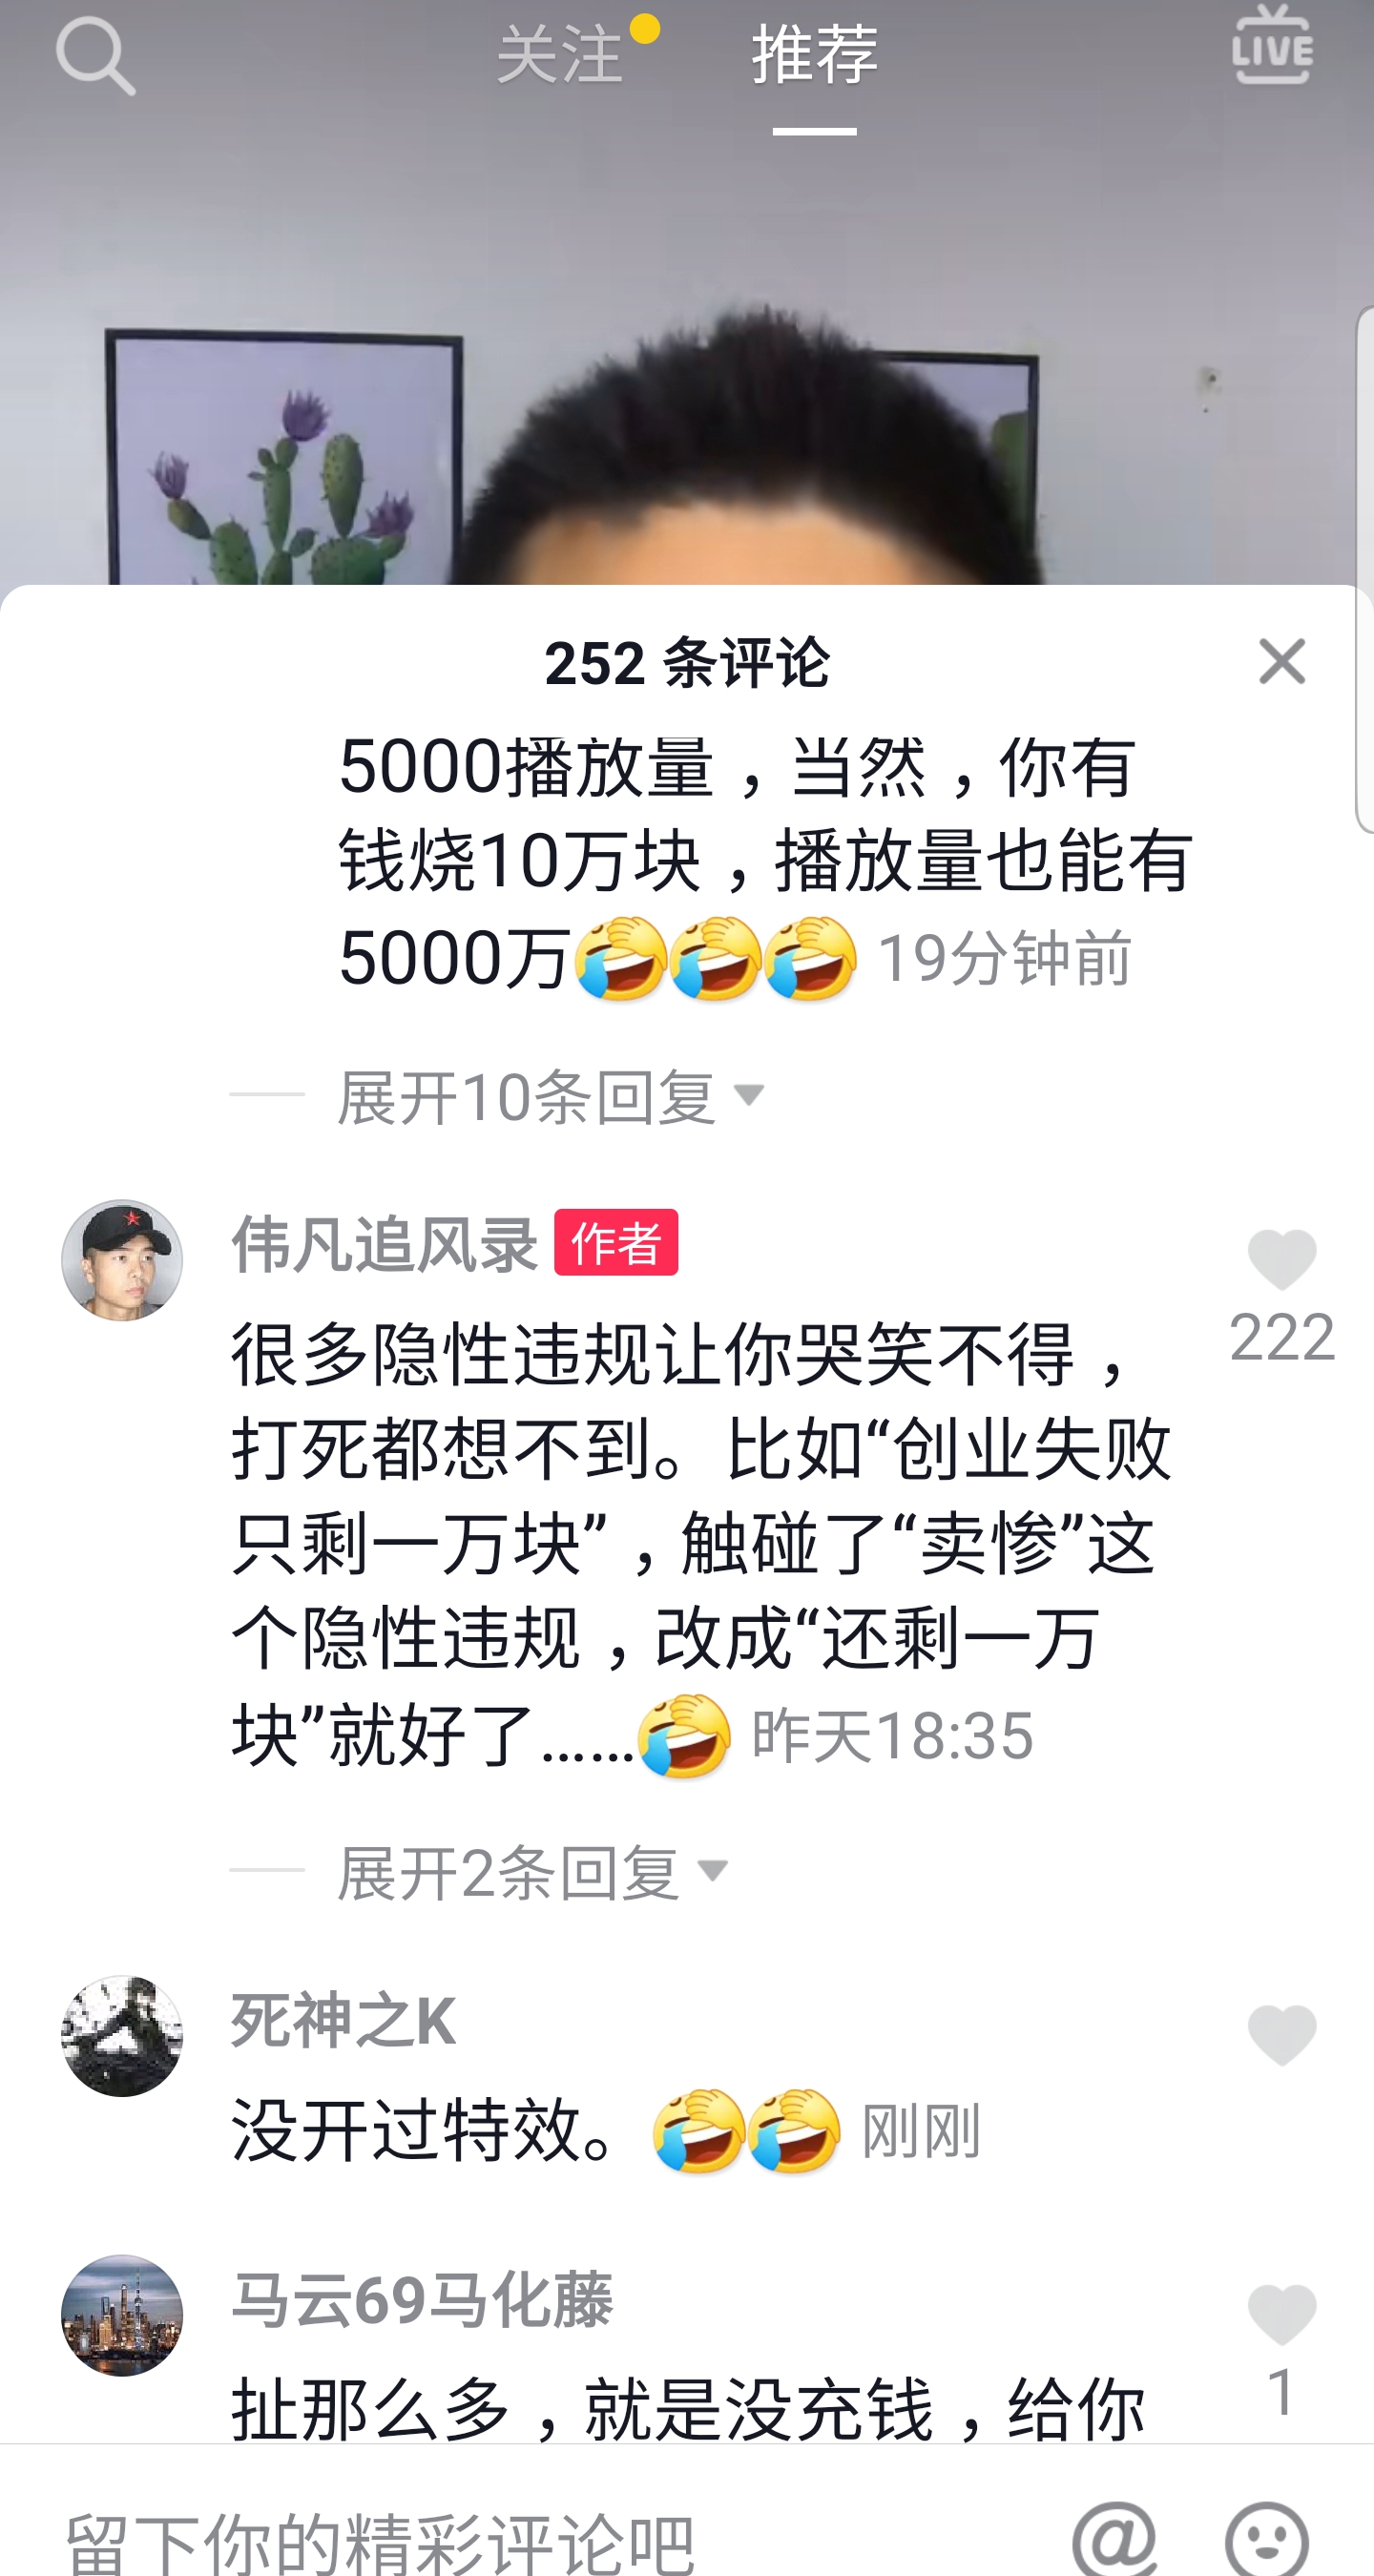 关注 推荐 LIVE
252 条评论
5000播放量，当然，你有
钱烧10万块，播放量也能有
5000万🤣🤣🤣 19分钟前
展开10条回复
伟凡追风录 作者
很多隐性违规让你哭笑不得，
222
打死都想不到。比如“创业失败
只剩一万块”，触碰了“卖惨”这
个隐性违规，改成“还剩一万
块”就好了……🤣 昨天18:35
展开2条回复
死神之K
没开过特效。🤣🤣 刚刚
马云69马化藤
扯那么多，就是没充钱，给你
1
留下你的精彩评论吧 @